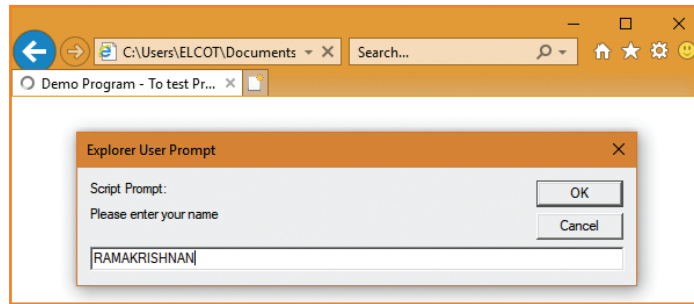 C:\Users\ELCOT\Documents
Search...
Demo Program - To test Pr...
Explorer User Prompt
Script Prompt:
OK
Please enter your name
Cancel
RAMAKRISHNAN